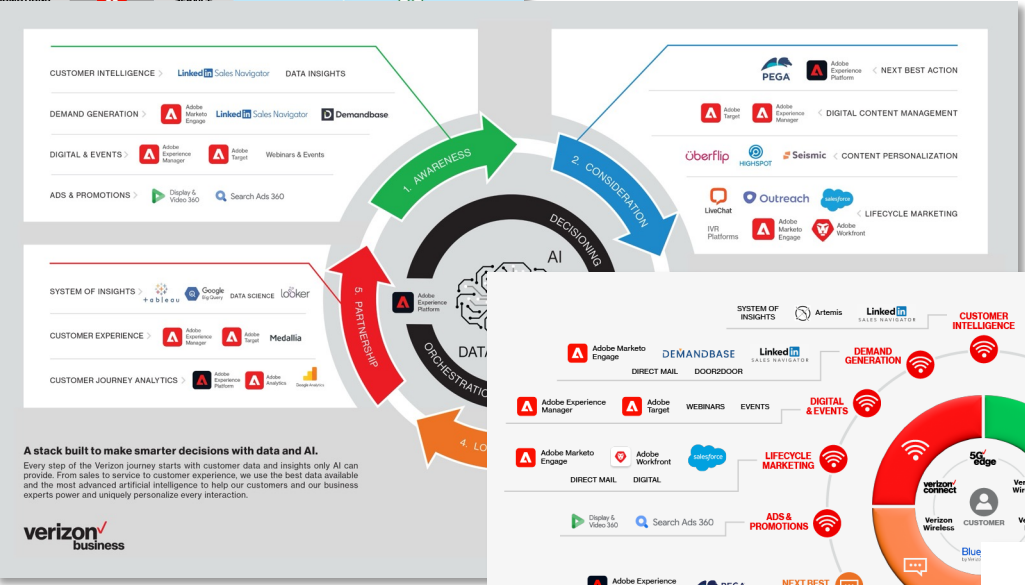 CUSTOMER INTELLIGENCE > LinkedIn Sales Navigator DATA INSIGHTS
DEMAND GENERATION > Adobe Marketo Engage LinkedIn Sales Navigator Demandbase
DIGITAL & EVENTS > Adobe Experience Manager Adobe Target Webinars & Events
ADS & PROMOTIONS > Display & Video 360 Search Ads 360
1. AWARENESS
2. CONSIDERATION
PEGA Adobe Experience Platform < NEXT BEST ACTION
Adobe Target Adobe Experience Manager < DIGITAL CONTENT MANAGEMENT
überflip HIGHSPOT Seismic < CONTENT PERSONALIZATION
LiveChat Outreach salesforce
< LIFECYCLE MARKETING
IVR Platforms Adobe Marketo Engage Adobe Workfront
SYSTEM OF INSIGHTS > +ableau Google Big Query DATA SCIENCE looker
CUSTOMER EXPERIENCE > Adobe Experience Manager Adobe Target Medallia
CUSTOMER JOURNEY ANALYTICS > Adobe Experience Platform Adobe Analytics Google Analytics
5. PARTNERSHIP
Adobe Experience Platform
DECISIONING
AI
DATA
ORCHESTRATIO
4. LO
A stack built to make smarter decisions with data and AI.
Every step of the Verizon journey starts with customer data and insights only AI can
provide. From sales to service to customer experience, we use the best data available
and the most advanced artificial intelligence to help our customers and our business
experts power and uniquely personalize every interaction.
verizon
business
SYSTEM OF INSIGHTS Artemis LinkedIn SALES NAVIGATOR CUSTOMER INTELLIGENCE
Adobe Marketo Engage DEMANDBASE LinkedIn SALES NAVIGATOR DEMAND GENERATION
DIRECT MAIL DOOR2DOOR
Adobe Experience Manager Adobe Target WEBINARS EVENTS DIGITAL & EVENTS
Adobe Marketo Engage Adobe Workfront salesforce LIFECYCLE MARKETING
DIRECT MAIL DIGITAL
Display & Video 360 Search Ads 360 ADS & PROMOTIONS
Adobe Experience PEGA NEXT BEST
5G edge
verizon connect
CUSTOMER
Verizon Wireless
Blue